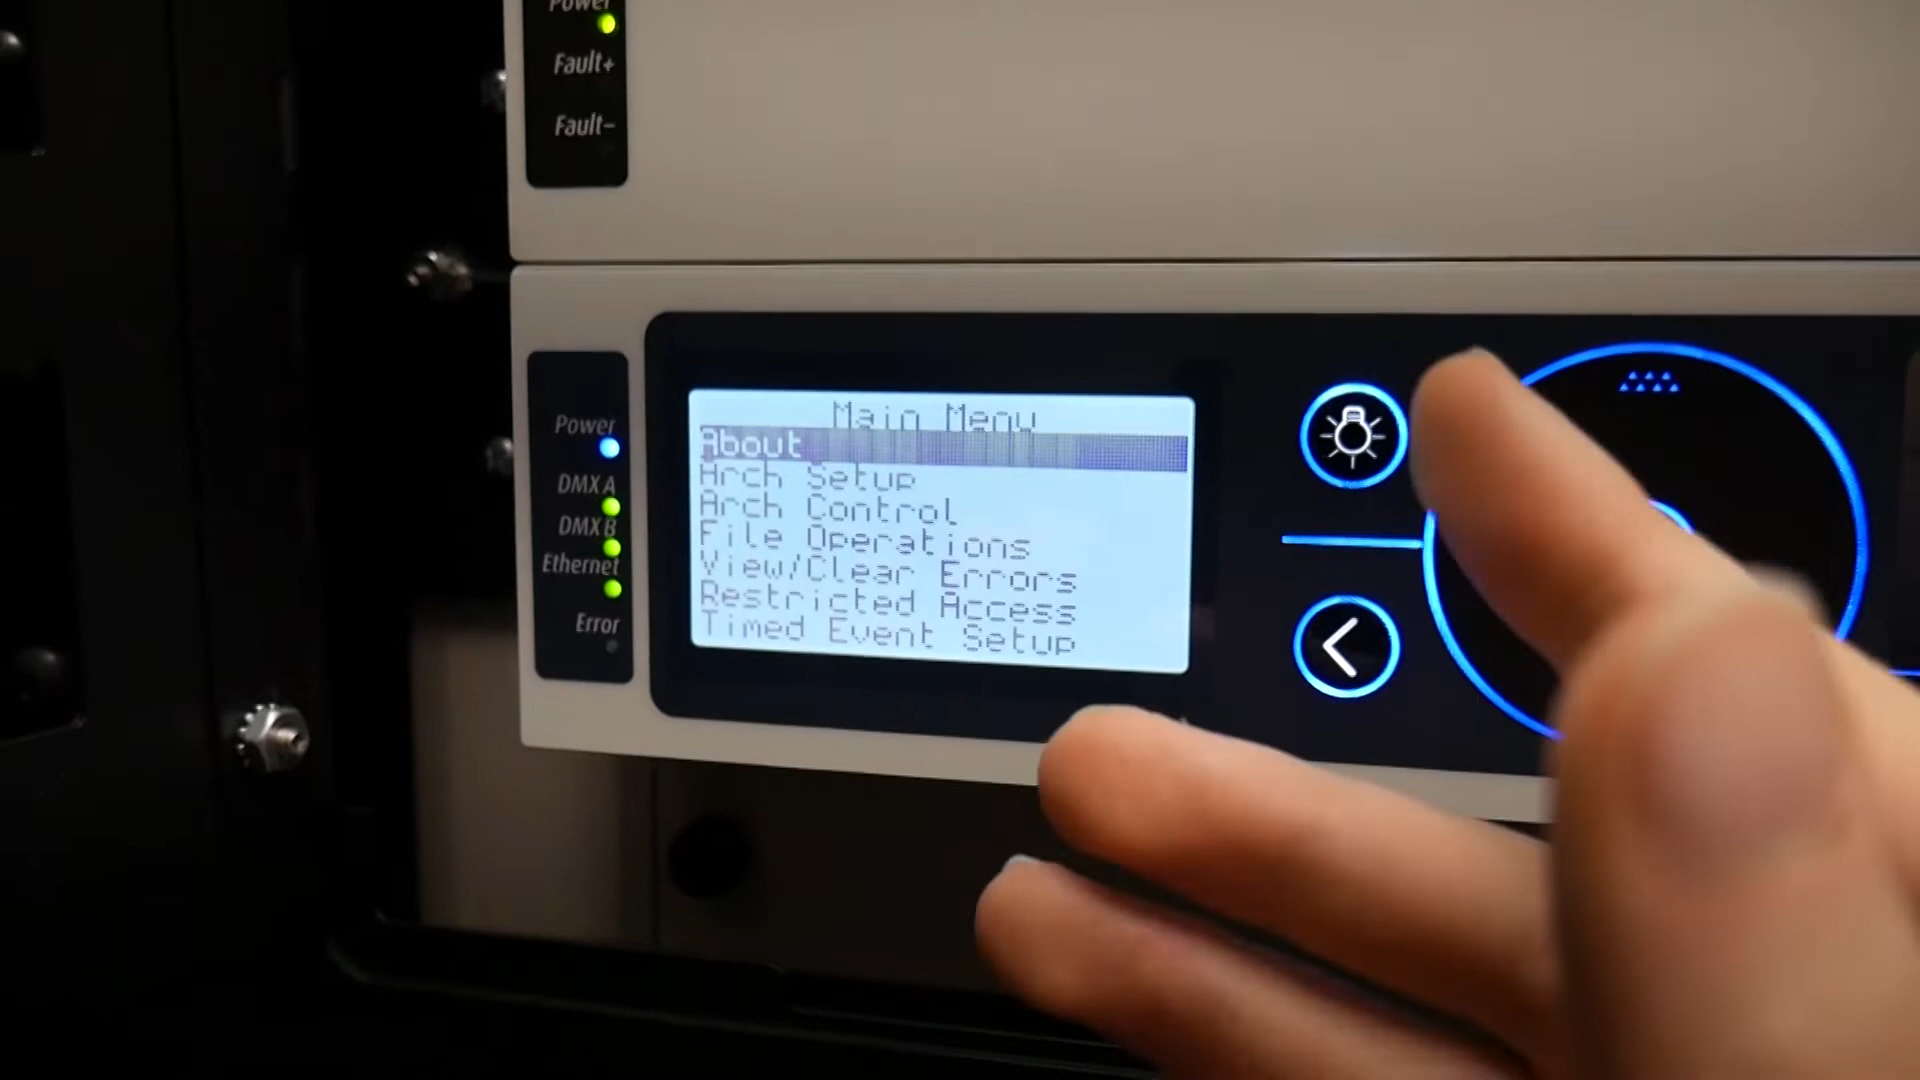 Power
Fault+
Fault-
Power
DMX A
DMX B
Ethernet
Error
Main Menu
About
Arch Setup
Arch Control
File Operations
View/Clear Errors
Restricted Access
Timed Event Setup